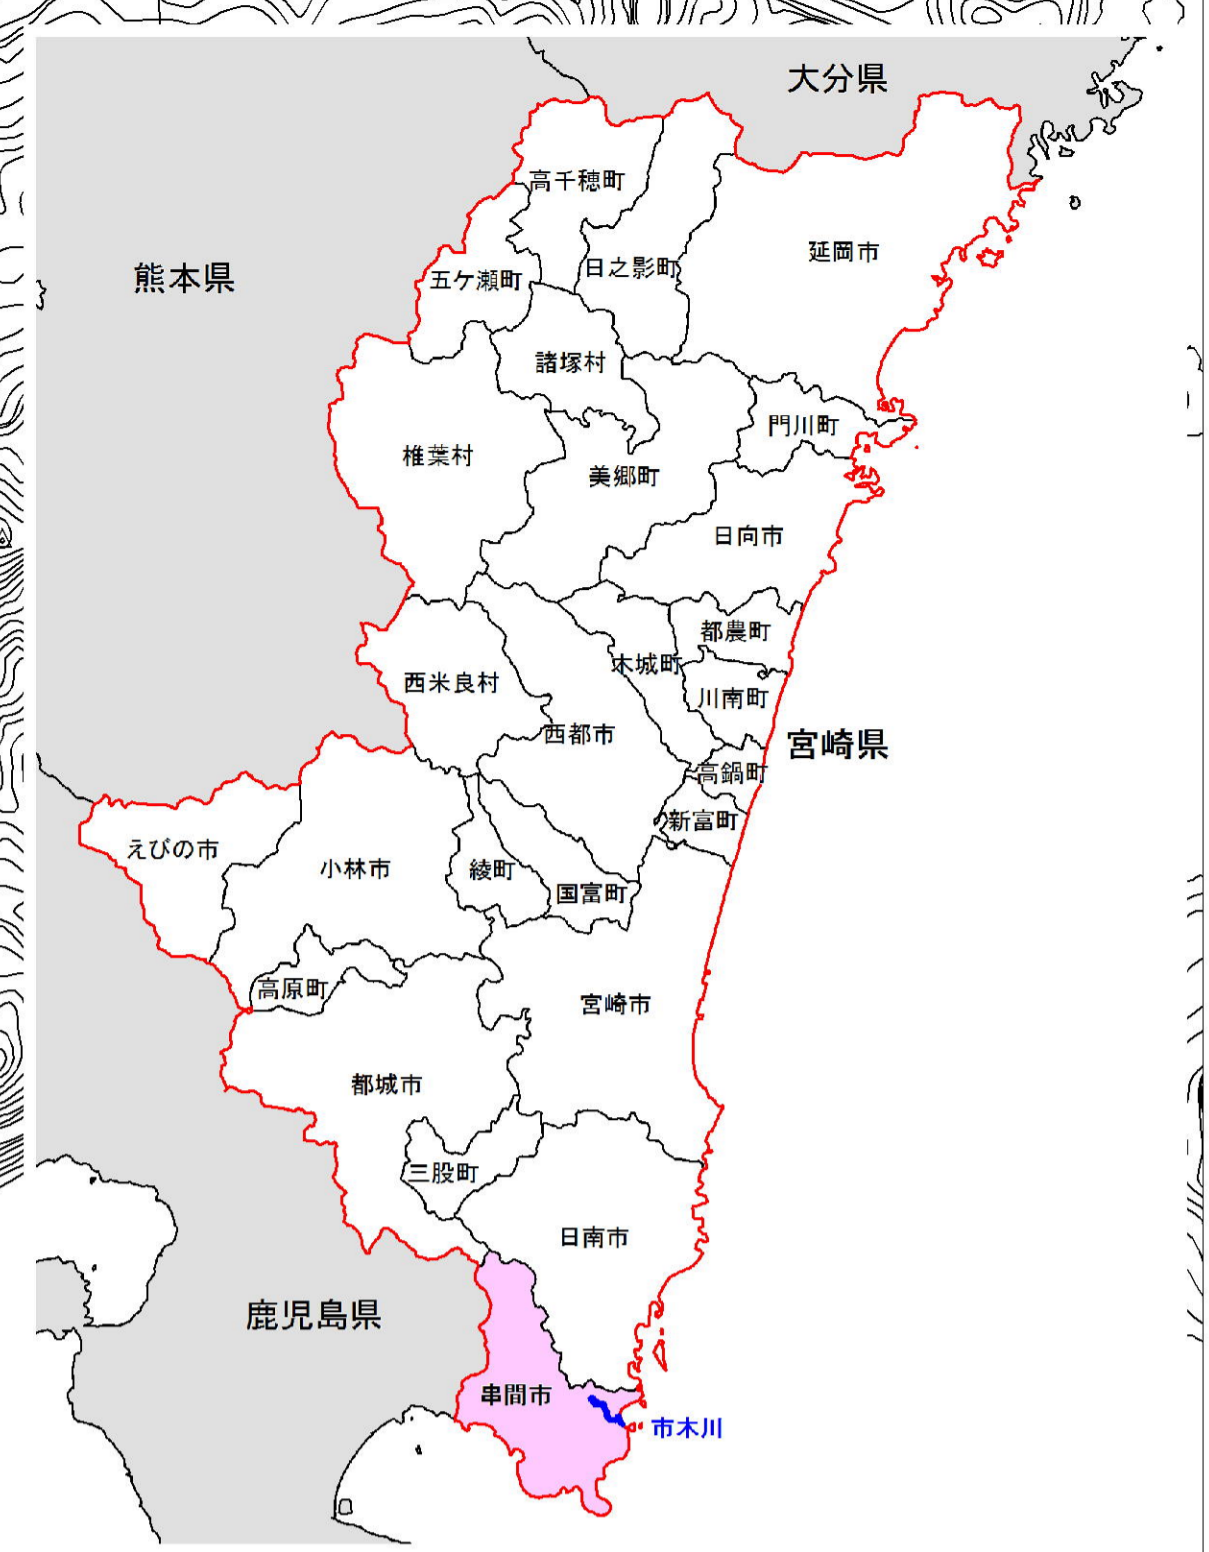 大分県
高千穂町
延岡市
日之影町
熊本県
五ケ瀬町
諸塚村
門川町
椎葉村
美郷町
日向市
都農町
木城町
西米良村
川南町
西都市
宮崎県
高鍋町
新富町
えびの市
小林市
綾町
国富町
高原町
宮崎市
都城市
三股町
日南市
鹿児島県
串間市
市木川